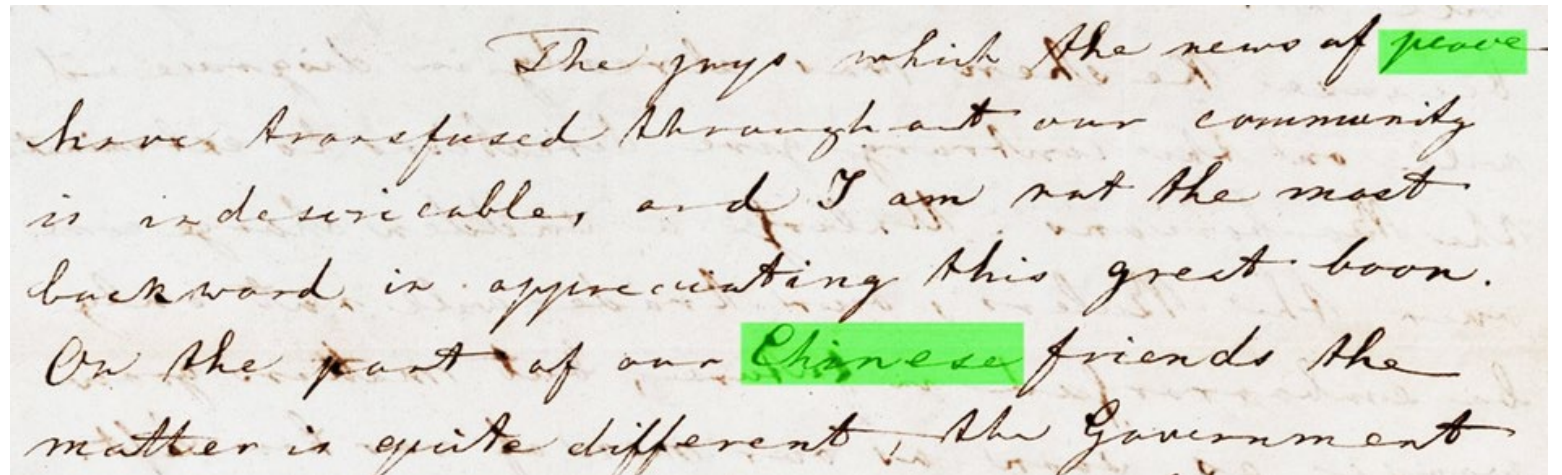 The joys which the news of peace
have transfused throughout our community
is indescricable, and I am not the most
backward in appreciating this great boon.
On the part of our Chinese friends the
matter is quite different, the Government